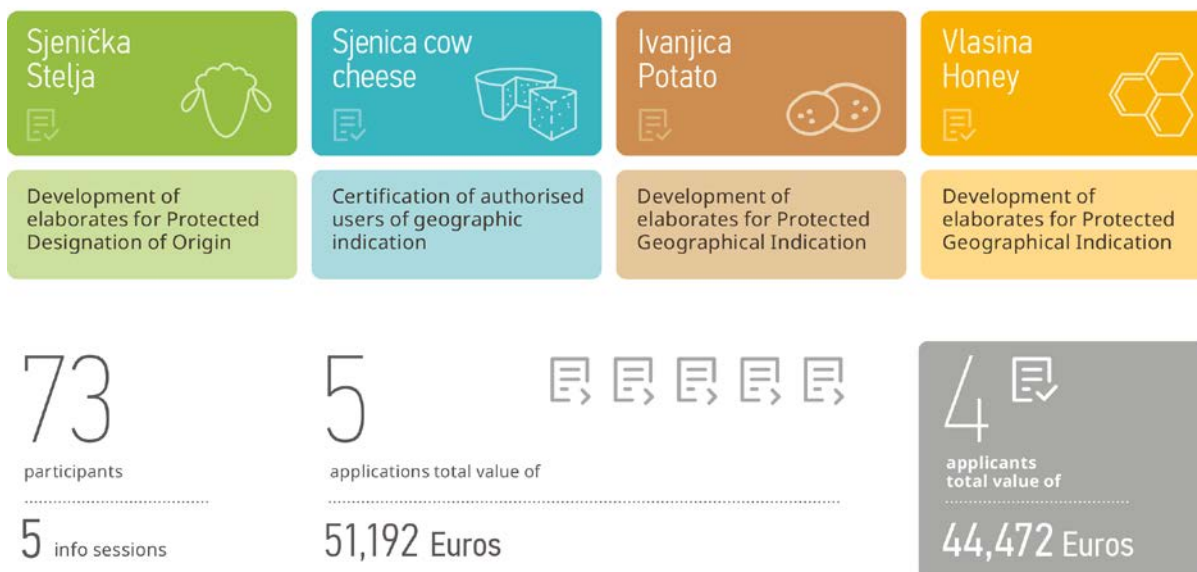 Sjenička
Stelja
Sjenica cow
cheese
Ivanjica
Potato
Vlasina
Honey
Development of
elaborates for Protected
Designation of Origin
Certification of authorised
users of geographic
indication
Development of
elaborates for Protected
Geographical Indication
Development of
elaborates for Protected
Geographical Indication
73
participants
5 info sessions
5
applications total value of
51,192 Euros
4
applicants
total value of
44,472 Euros